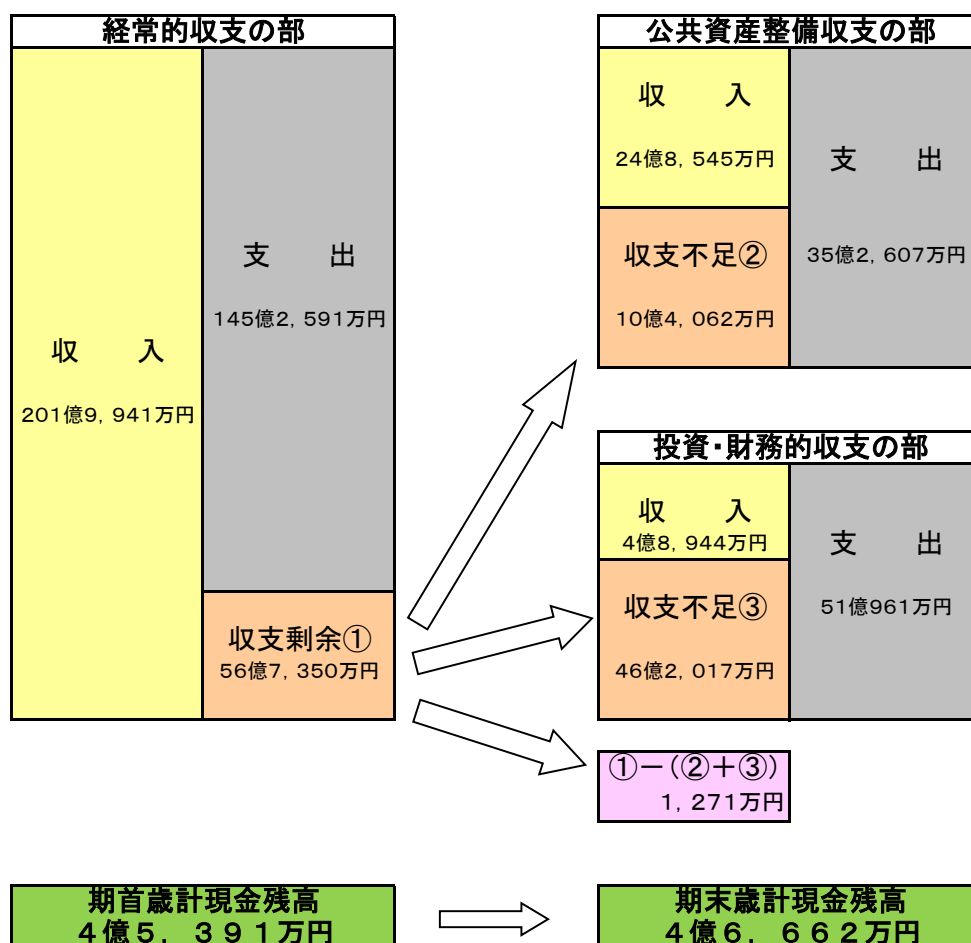 経常的収支の部
収　入
201億9, 941万円
支　出
145億2, 591万円
収支剰余①
56億7, 350万円
公共資産整備収支の部
収　入
24億8, 545万円
収支不足②
10億4, 062万円
支　出
35億2, 607万円
投資・財務的収支の部
収　入
4億8, 944万円
収支不足③
46億2, 017万円
支　出
51億961万円
①－(②＋③)
1, 271万円
期首歳計現金残高
４億５，３９１万円
期末歳計現金残高
４億６，６６２万円